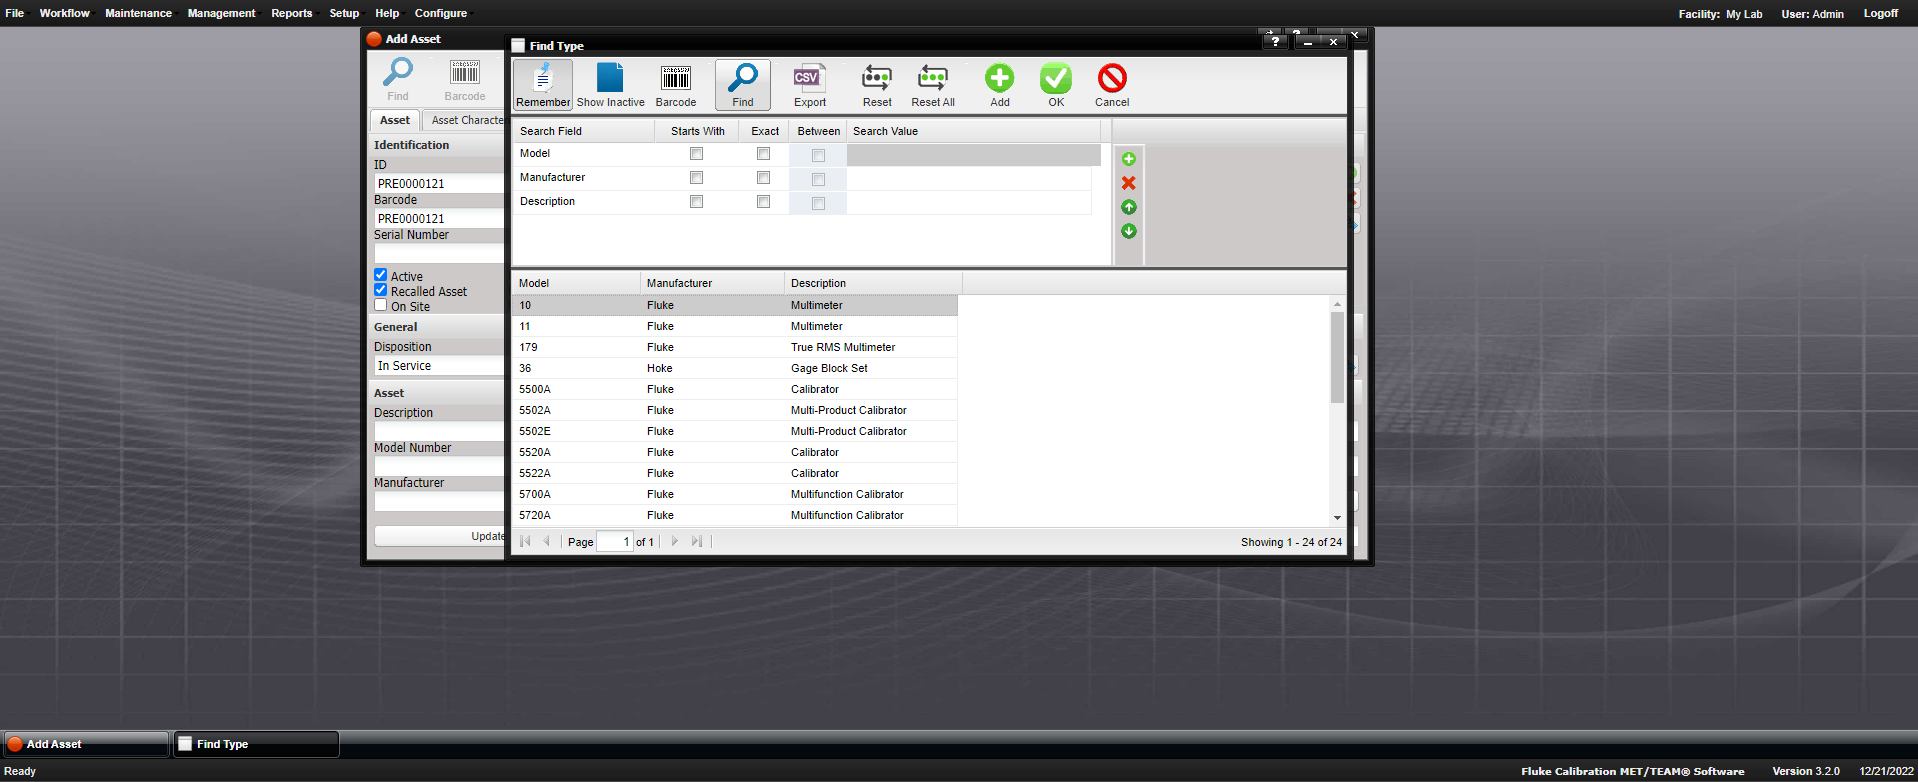 File Workflow Maintenance Management Reports Setup Help Configure Facility: My Lab User: Admin Logoff
Add Asset
Find
Barcode
Asset
Asset Character
Identification
ID
PRE0000121
Barcode
PRE0000121
Serial Number
Active
Recalled Asset
On Site
General
Disposition
In Service
Asset
Description
Model Number
Manufacturer
Update
Find Type
?
Remember Show Inactive Barcode Find Export Reset Reset All Add OK Cancel
CSV
Search Field Starts With Exact Between Search Value
Model
Manufacturer
Description
Model Manufacturer Description
10 Fluke Multimeter
11 Fluke Multimeter
179 Fluke True RMS Multimeter
36 Hoke Gage Block Set
5500A Fluke Calibrator
5502A Fluke Multi-Product Calibrator
5502E Fluke Multi-Product Calibrator
5520A Fluke Calibrator
5522A Fluke Calibrator
5700A Fluke Multifunction Calibrator
5720A Fluke Multifunction Calibrator
Page 1 of 1 Showing 1 - 24 of 24
Add Asset Find Type
Ready Fluke Calibration MET/TEAM® Software Version 3.2.0 12/21/2022